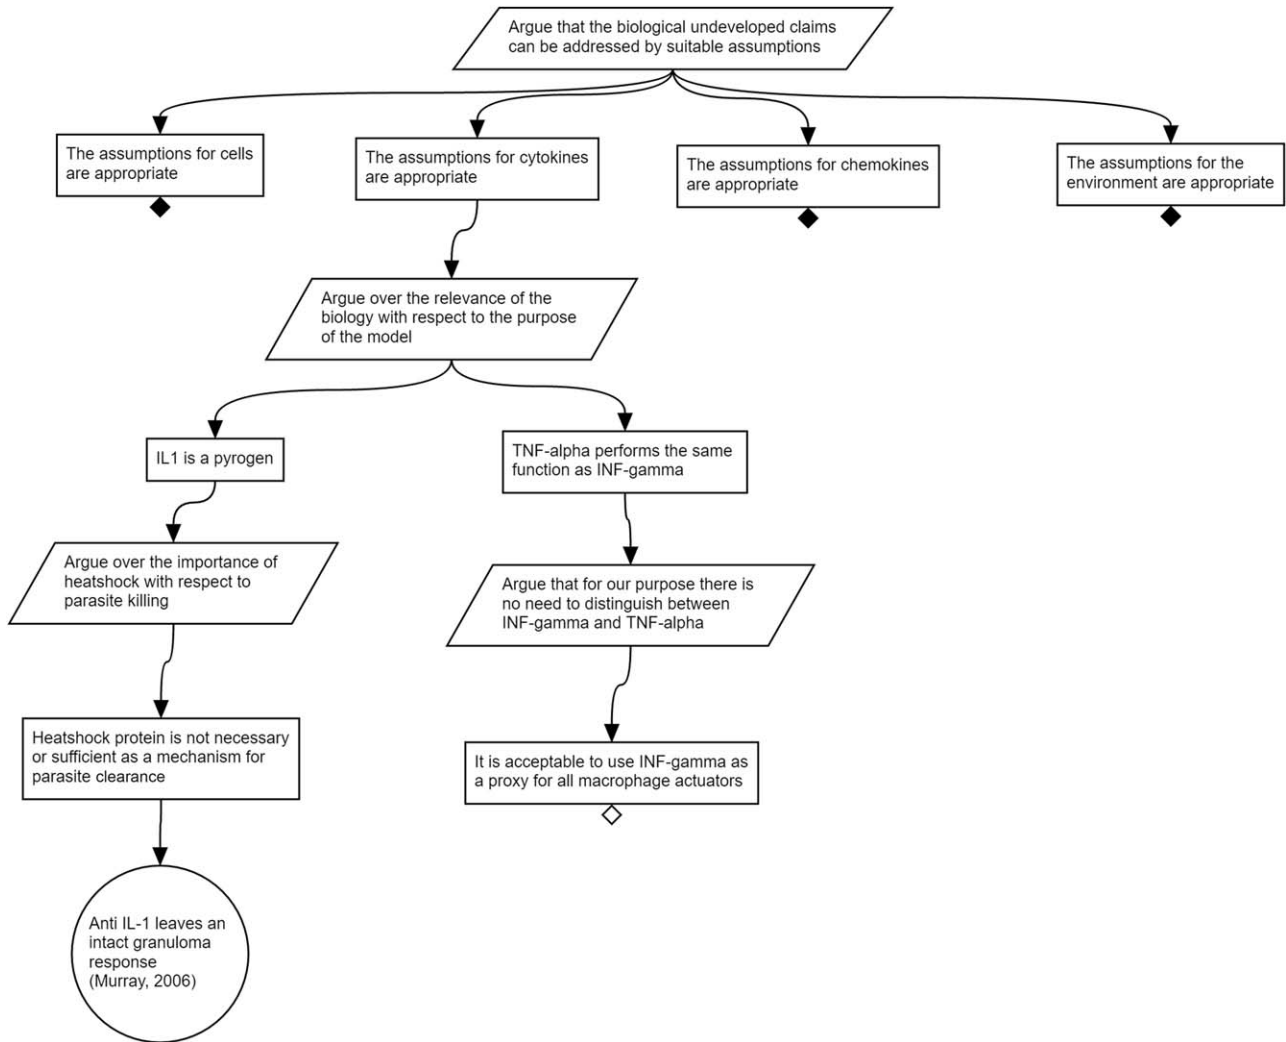 Argue that the biological undeveloped claims
can be addressed by suitable assumptions
The assumptions for cells
are appropriate
The assumptions for cytokines
are appropriate
The assumptions for chemokines
are appropriate
The assumptions for the
environment are appropriate
Argue over the relevance of the
biology with respect to the purpose
of the model
IL1 is a pyrogen
TNF-alpha performs the same
function as INF-gamma
Argue over the importance of
heatshock with respect to
parasite killing
Argue that for our purpose there is
no need to distinguish between
INF-gamma and TNF-alpha
Heatshock protein is not necessary
or sufficient as a mechanism for
parasite clearance
It is acceptable to use INF-gamma as
a proxy for all macrophage actuators
Anti IL-1 leaves an
intact granuloma
response
(Murray, 2006)